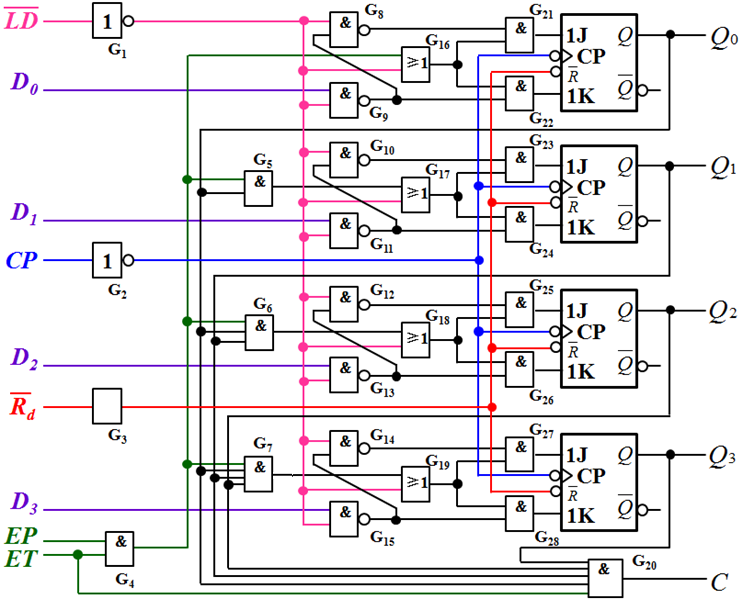 L̅D̅ 1 G1 & G8 & G21 1J Q Q0
G16 ≥1 CP
R̅
D0 & G9 & G22 1K Q̅
G5 & & G10 & G23 1J Q Q1
G17 ≥1 CP
R̅
D1 & G11 & G24 1K Q̅
CP 1 G2
G6 & & G12 & G25 1J Q Q2
G18 ≥1 CP
R̅
D2 & G13 & G26 1K Q̅
R̅d G3
G7 & & G14 & G27 1J Q Q3
G19 ≥1 CP
R̅
D3 & G15 & G28 1K Q̅
EP & G4
ET
& G20 C